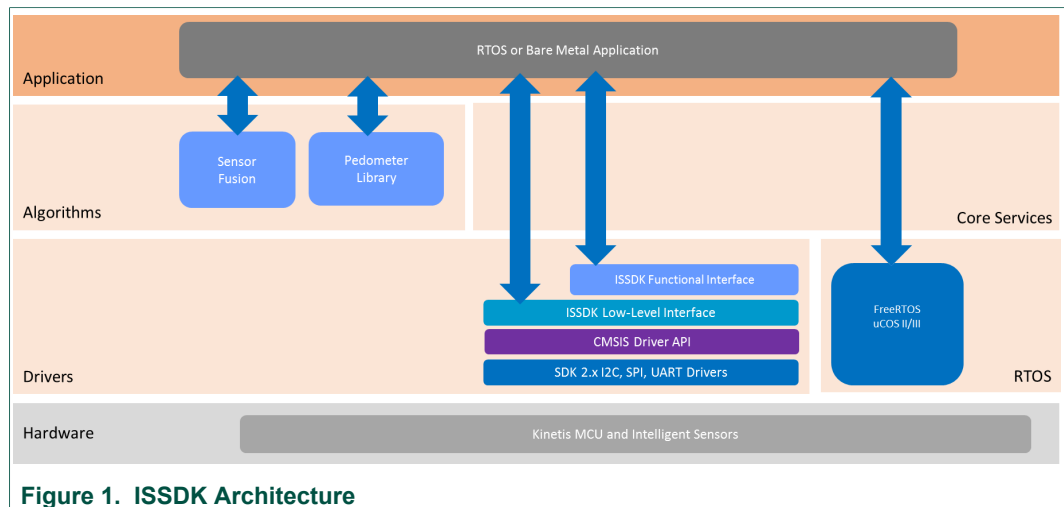 RTOS or Bare Metal Application
Application
Sensor
Fusion
Pedometer
Library
Algorithms
Core Services
ISSDK Functional Interface
ISSDK Low-Level Interface
CMSIS Driver API
SDK 2.x I2C, SPI, UART Drivers
Drivers
FreeRTOS
uCOS II/III
RTOS
Hardware
Kinetis MCU and Intelligent Sensors
Figure 1. ISSDK Architecture